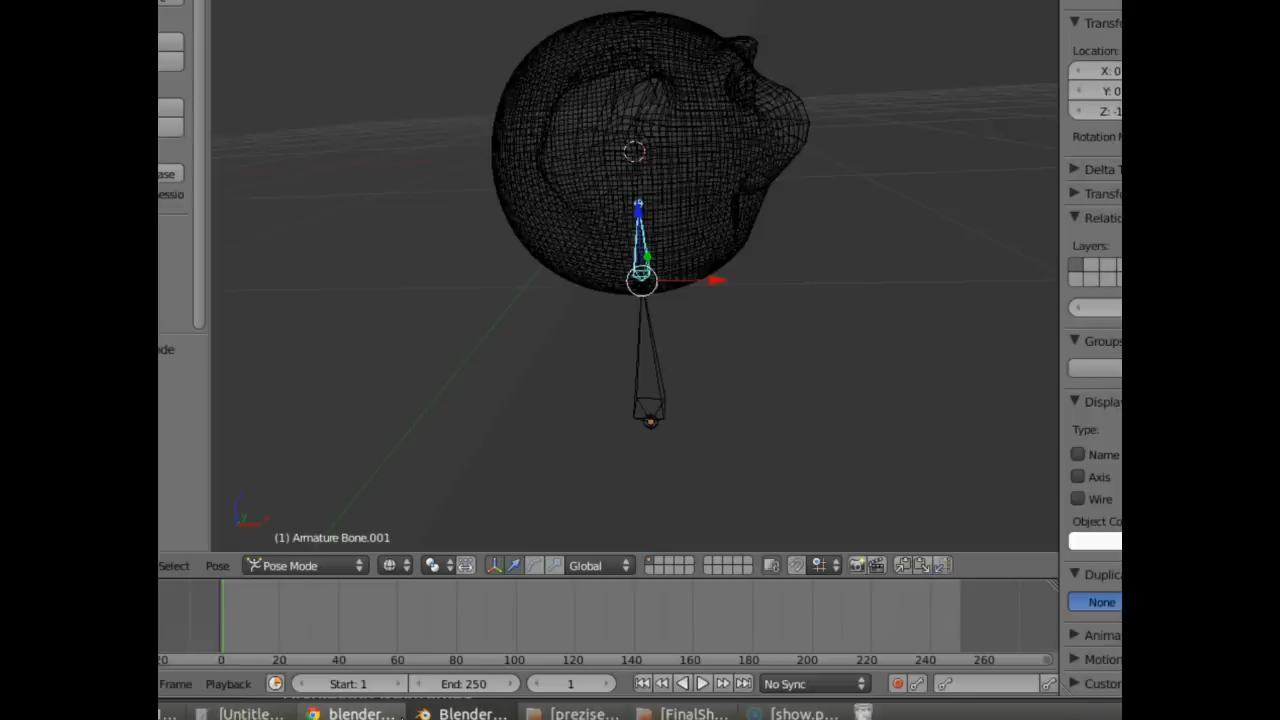 Transfo
Location:
X: 0
Y: 0
Z: -1
Rotation M
ase
Delta T
essio
Transf
Relatio
Layers:
Groups
ode
Display
Type:
Name
Axis
Wire
Object Co
(1) Armature Bone.001
Select Pose Pose Mode Global
Duplic
None
Anima
20 0 20 40 60 80 100 120 140 160 180 200 220 240 260
Motion
Frame Playback Start: 1 End: 250 1 No Sync
Custo
... [Untitle... blender... Blender... [prezise... [FinalSh... [show.p...